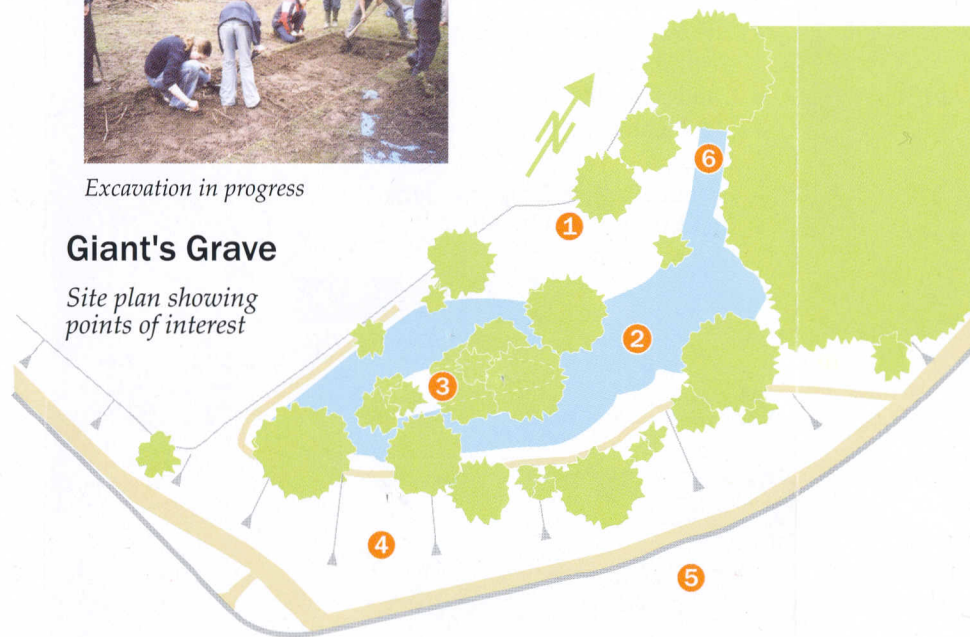 Excavation in progress
Giant's Grave
Site plan showing
points of interest
6
1
2
3
4
5